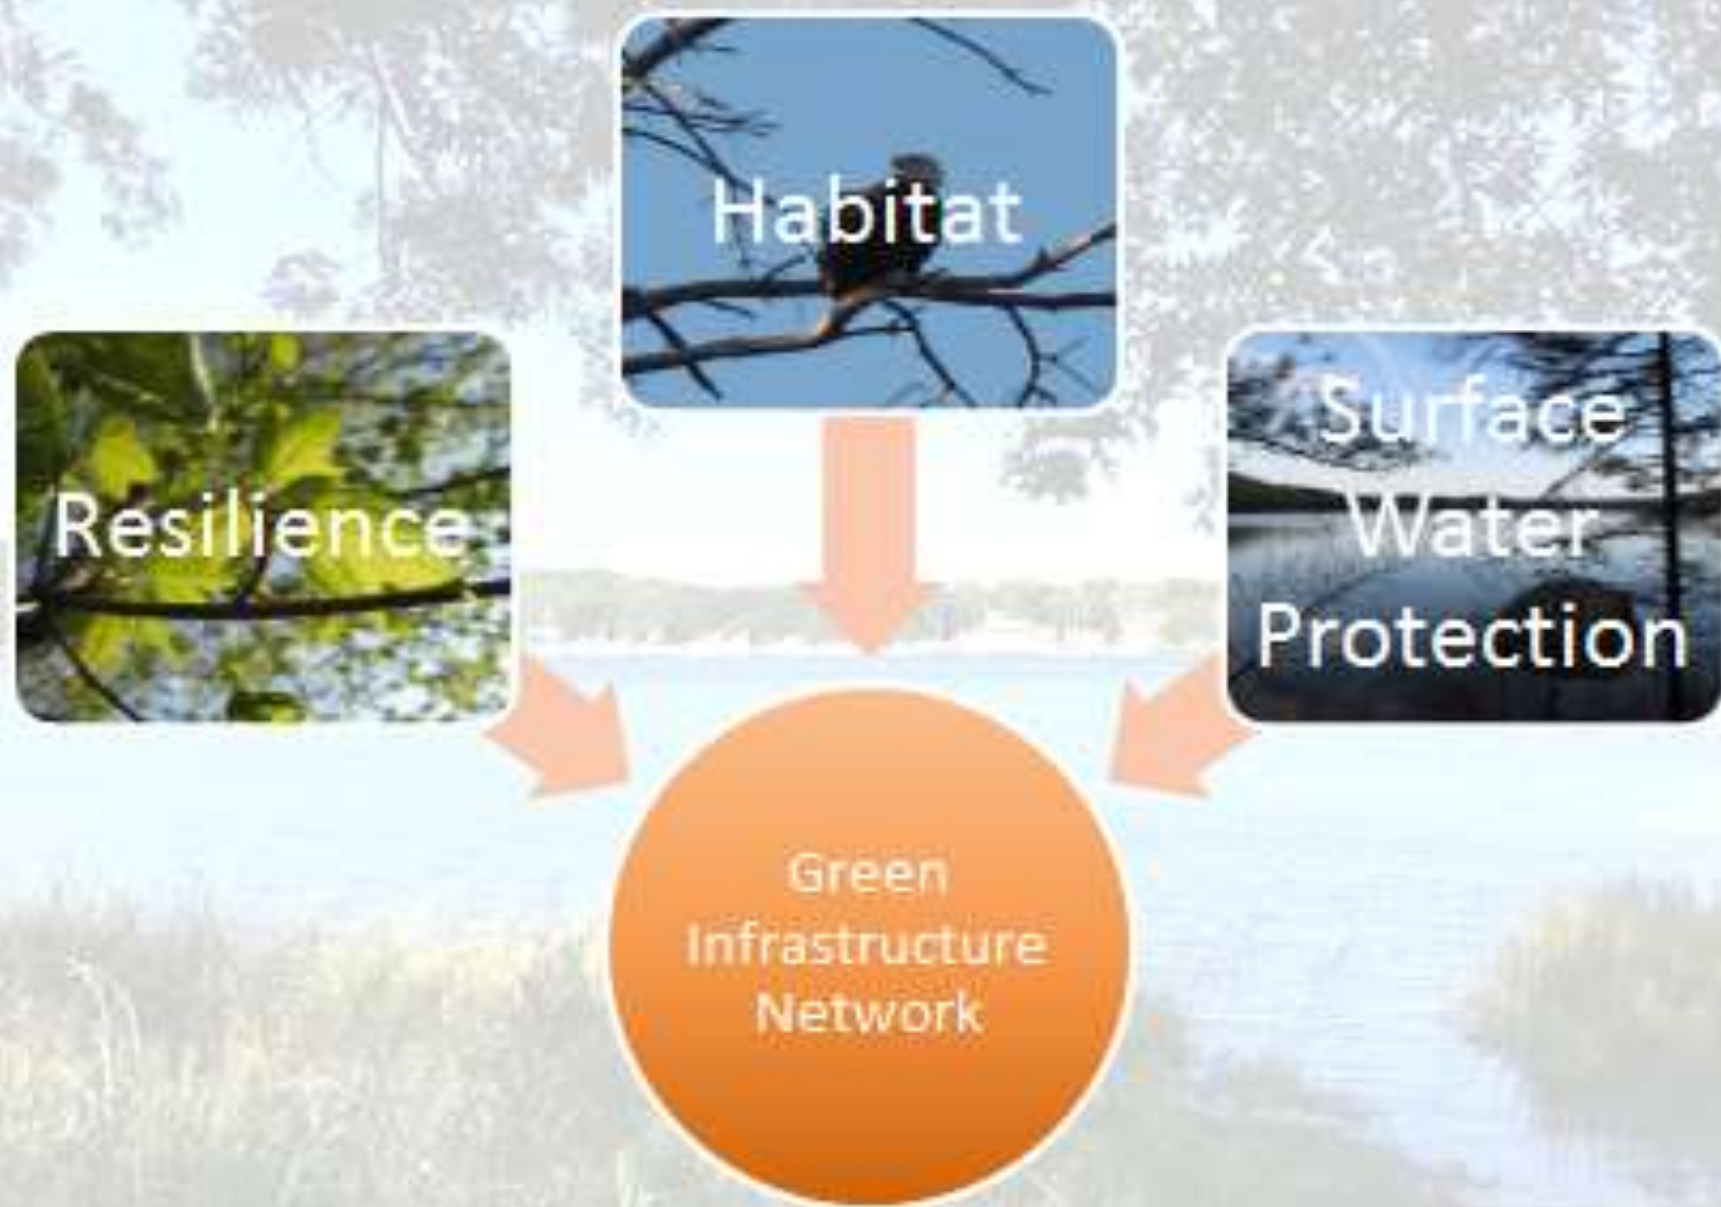 Habitat
Resilience
Surface
Water
Protection
Green
Infrastructure
Network